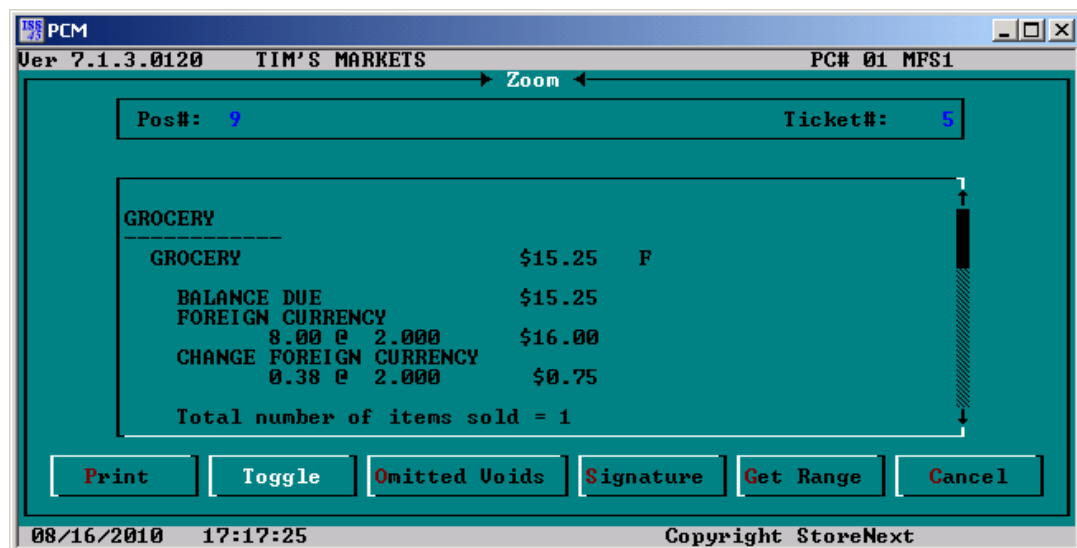 ISS 45 PCM
Ver 7.1.3.0120 TIM'S MARKETS PC# 01 MFS1
Zoom
Pos#: 9 Ticket#: 5
GROCERY
------------
GROCERY $15.25 F
BALANCE DUE $15.25
FOREIGN CURRENCY
8.00 @ 2.000 $16.00
CHANGE FOREIGN CURRENCY
0.38 @ 2.000 $0.75
Total number of items sold = 1
Print Toggle Omitted Voids Signature Get Range Cancel
08/16/2010 17:17:25 Copyright StoreNext